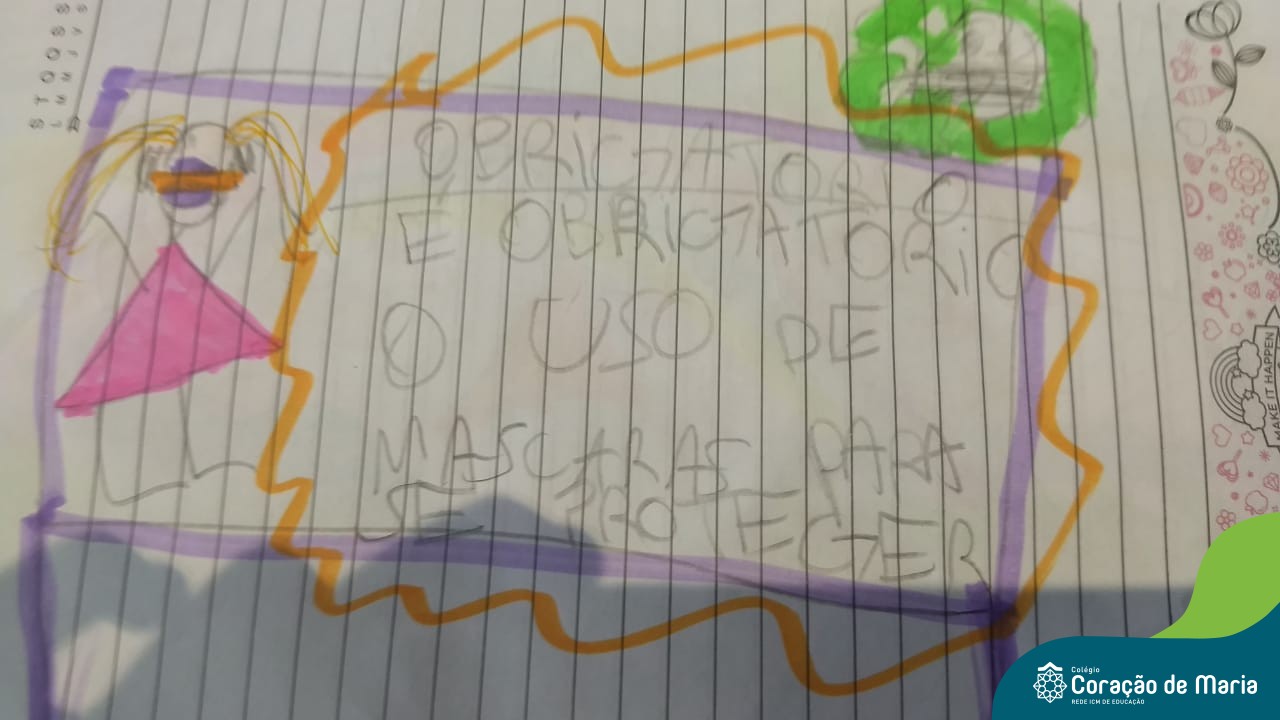 OBRIGATORIO
É OBRIGATORIO
O USO DE
MASCARAS PARA
SE PROTEGER
S T Q Q S S
MAKE IT HAPPEN
Colégio
Coração de Maria
REDE ICM DE EDUCAÇÃO